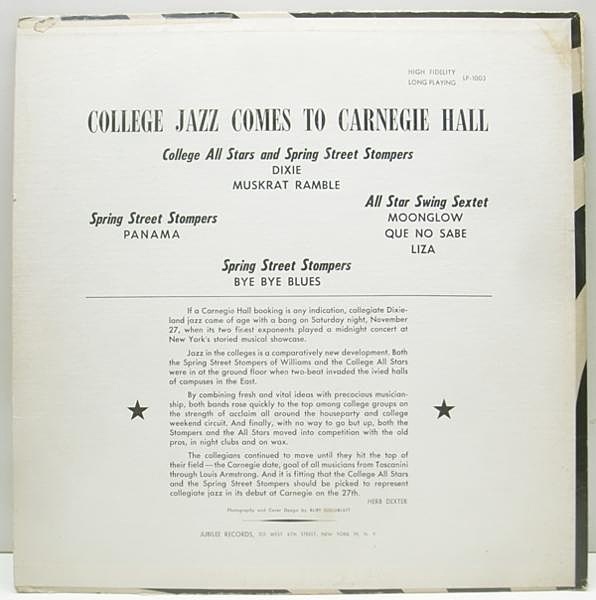 HIGH FIDELITY
LONG PLAYING LP-1003
COLLEGE JAZZ COMES TO CARNEGIE HALL
College All Stars and Spring Street Stompers
DIXIE
MUSKRAT RAMBLE
Spring Street Stompers
PANAMA
All Star Swing Sextet
MOONGLOW
QUE NO SABE
LIZA
Spring Street Stompers
BYE BYE BLUES
If a Carnegie Hall booking is any indication, collegiate Dixie-
land jazz came of age with a bang on Saturday night, November
27, when its two finest exponents played a midnight concert at
New York's storied musical showcase.
Jazz in the colleges is a comparatively new development. Both
the Spring Street Stompers of Williams and the College All Stars
were in at the ground floor when two-beat invaded the ivied halls
of campuses in the East.
By combining fresh and vital ideas with precocious musician-
ship, both bands rose quickly to the top among college groups on
the strength of acclaim all around the houseparty and college
weekend circuit. And finally, with no way to go but up, both the
Stompers and the All Stars moved into competition with the old
pros, in night clubs and on wax.
The collegians continued to move until they hit the top of
their field — the Carnegie date, goal of all musicians from Toscanini
through Louis Armstrong. And it is fitting that the College All Stars
and the Spring Street Stompers should be picked to represent
collegiate jazz in its debut at Carnegie on the 27th.
HERB DEXTER
Photography and Cover Design by BURT GOLDBLATT
JUBILEE RECORDS, WEST 47th STREET, NEW YORK N. Y.